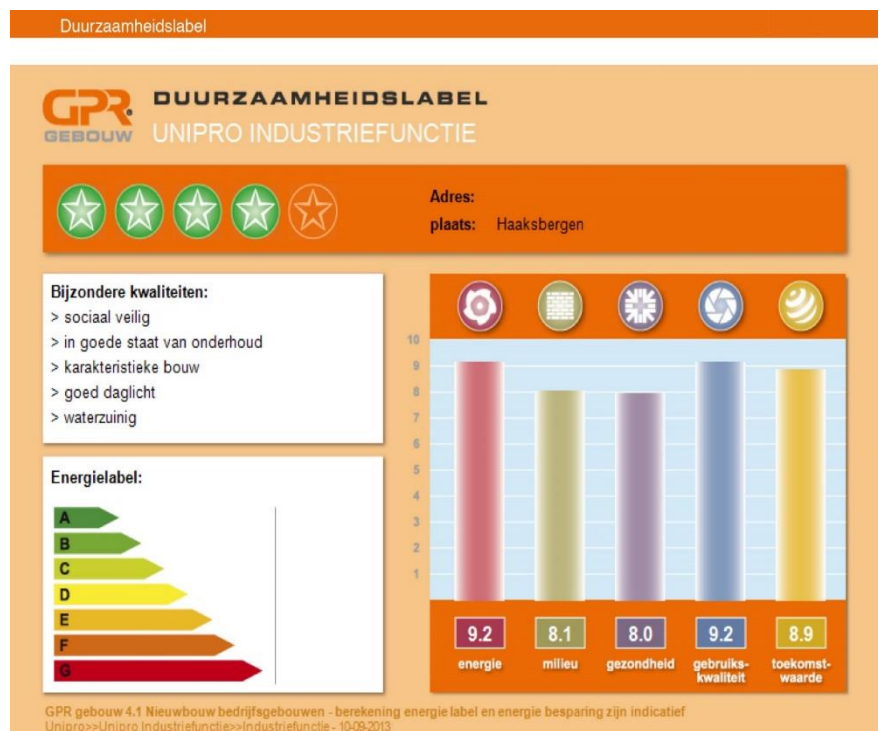 Duurzaamheidslabel
GPR
GEBOUW
DUURZAAMHEIDSLABEL
UNIPRO INDUSTRIEFUNCTIE
Adres:
plaats: Haaksbergen
Bijzondere kwaliteiten:
> sociaal veilig
> in goede staat van onderhoud
> karakteristieke bouw
> goed daglicht
> waterzuinig
Energielabel:
A
B
C
D
E
F
G
10
9
8
7
6
5
4
3
2
1
9.2 8.1 8.0 9.2 8.9
energie milieu gezondheid gebruiks- toekomst-
kwaliteit waarde
GPR gebouw 4.1 Nieuwbouw bedrijfsgebouwen - berekening energie label en energie besparing zijn indicatief
Unipro>>Unipro Industriefunctie>>Industriefunctie - 10-09-2013